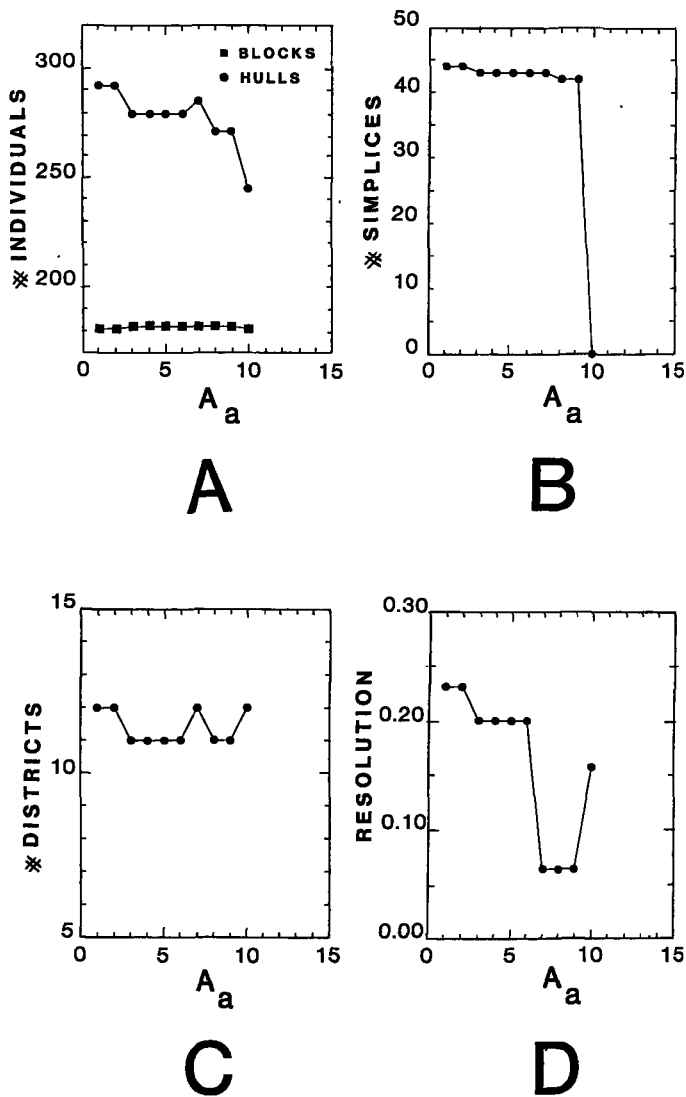 300
250
200
※ INDIVIDUALS
■ BLOCKS
● HULLS
0 5 10 15
A a
A
50
40
30
20
10
0
※ SIMPLICES
0 5 10 15
A a
B
15
10
5
※ DISTRICTS
0 5 10 15
A a
C
0.30
0.20
0.10
0.00
RESOLUTION
0 5 10 15
A a
D